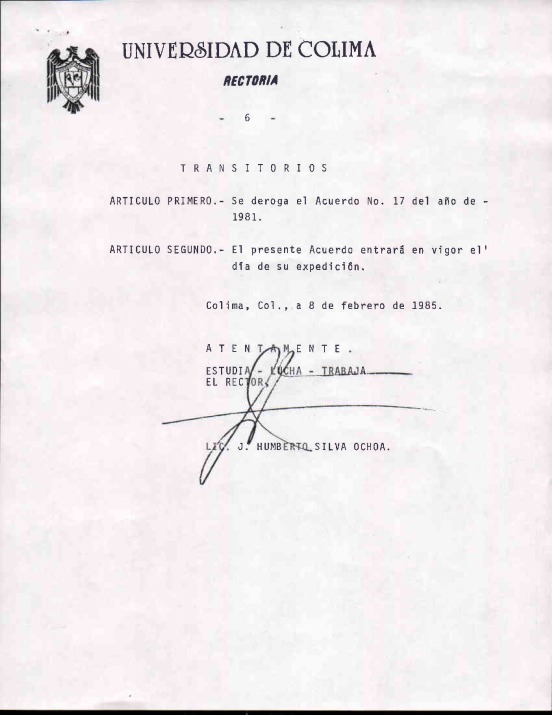 UNIVERSIDAD DE COLIMA
RECTORIA
- 6 -
T R A N S I T O R I O S
ARTICULO PRIMERO.- Se deroga el Acuerdo No. 17 del año de -
1981.
ARTICULO SEGUNDO.- El presente Acuerdo entrará en vigor el'
día de su expedición.
Colima, Col., a 8 de febrero de 1985.
A T E N T A M E N T E .
ESTUDIA - LUCHA - TRABAJA
EL RECTOR,
LIC. J. HUMBERTO SILVA OCHOA.